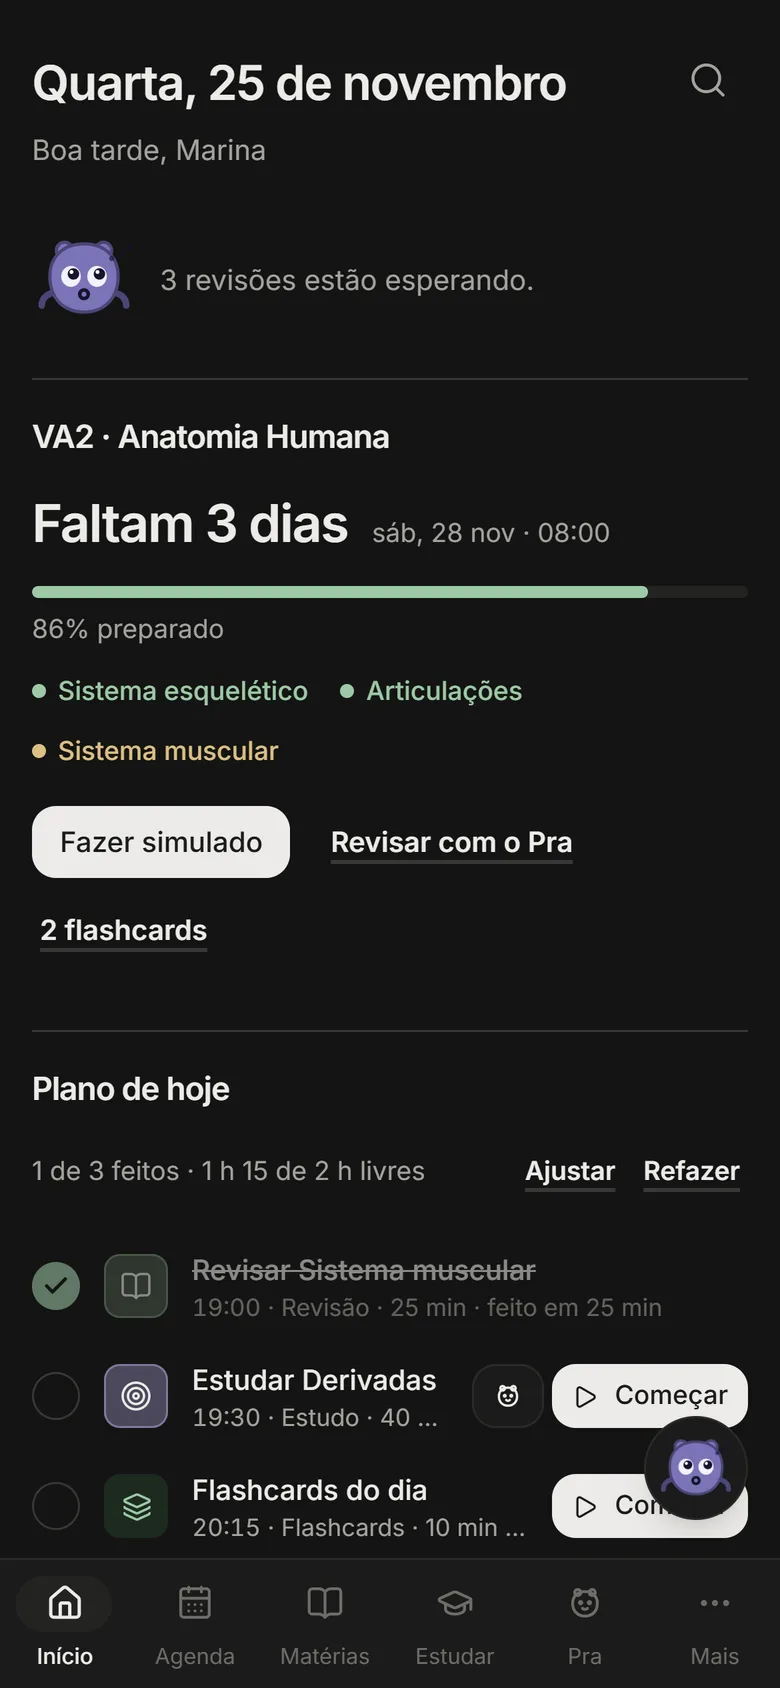 Quarta, 25 de novembro
Boa tarde, Marina
3 revisões estão esperando.
VA2 · Anatomia Humana
Faltam 3 dias sáb, 28 nov · 08:00
86% preparado
Sistema esquelético Articulações
Sistema muscular
Fazer simulado Revisar com o Pra
2 flashcards
Plano de hoje
1 de 3 feitos · 1 h 15 de 2 h livres Ajustar Refazer
Revisar Sistema muscular
19:00 · Revisão · 25 min · feito em 25 min
Estudar Derivadas Começar
19:30 · Estudo · 40 ...
Flashcards do dia
20:15 · Flashcards · 10 min ...
Início Agenda Matérias Estudar Pra Mais